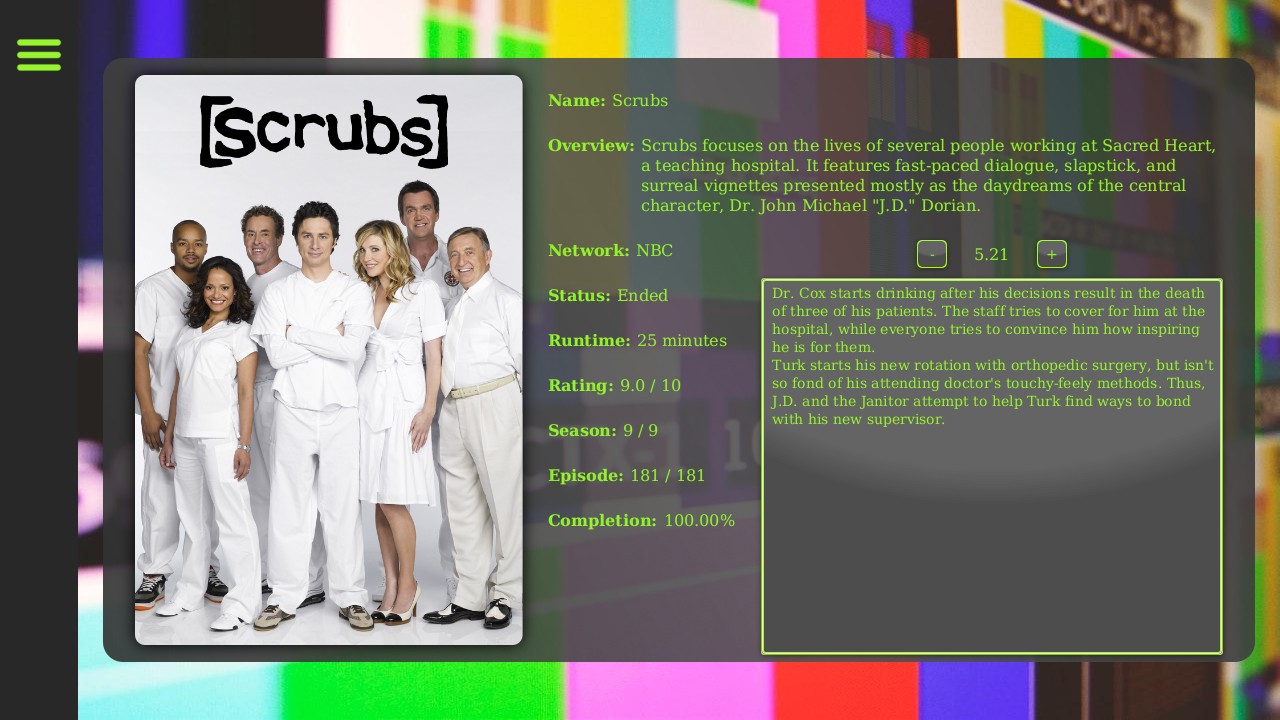 [Scrubs]
Name: Scrubs
Overview: Scrubs focuses on the lives of several people working at Sacred Heart,
a teaching hospital. It features fast-paced dialogue, slapstick, and
surreal vignettes presented mostly as the daydreams of the central
character, Dr. John Michael "J.D." Dorian.
Network: NBC
- 5.21 +
Status: Ended
Runtime: 25 minutes
Rating: 9.0 / 10
Season: 9 / 9
Episode: 181 / 181
Completion: 100.00%
Dr. Cox starts drinking after his decisions result in the death
of three of his patients. The staff tries to cover for him at the
hospital, while everyone tries to convince him how inspiring
he is for them.
Turk starts his new rotation with orthopedic surgery, but isn't
so fond of his attending doctor's touchy-feely methods. Thus,
J.D. and the Janitor attempt to help Turk find ways to bond
with his new supervisor.